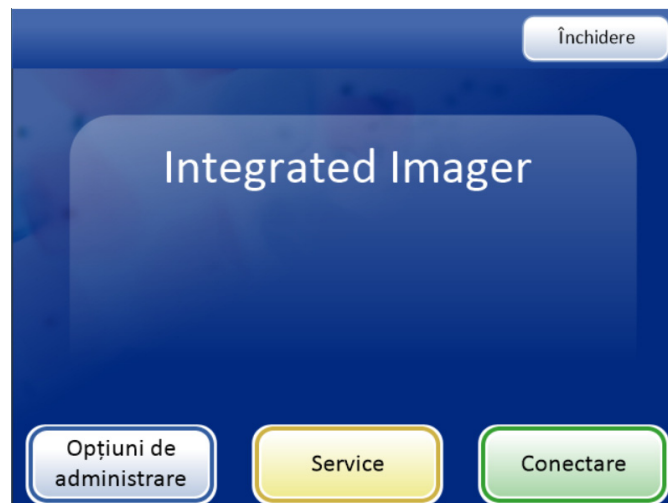 Închidere
Integrated Imager
Opțiuni de
administrare
Service
Conectare